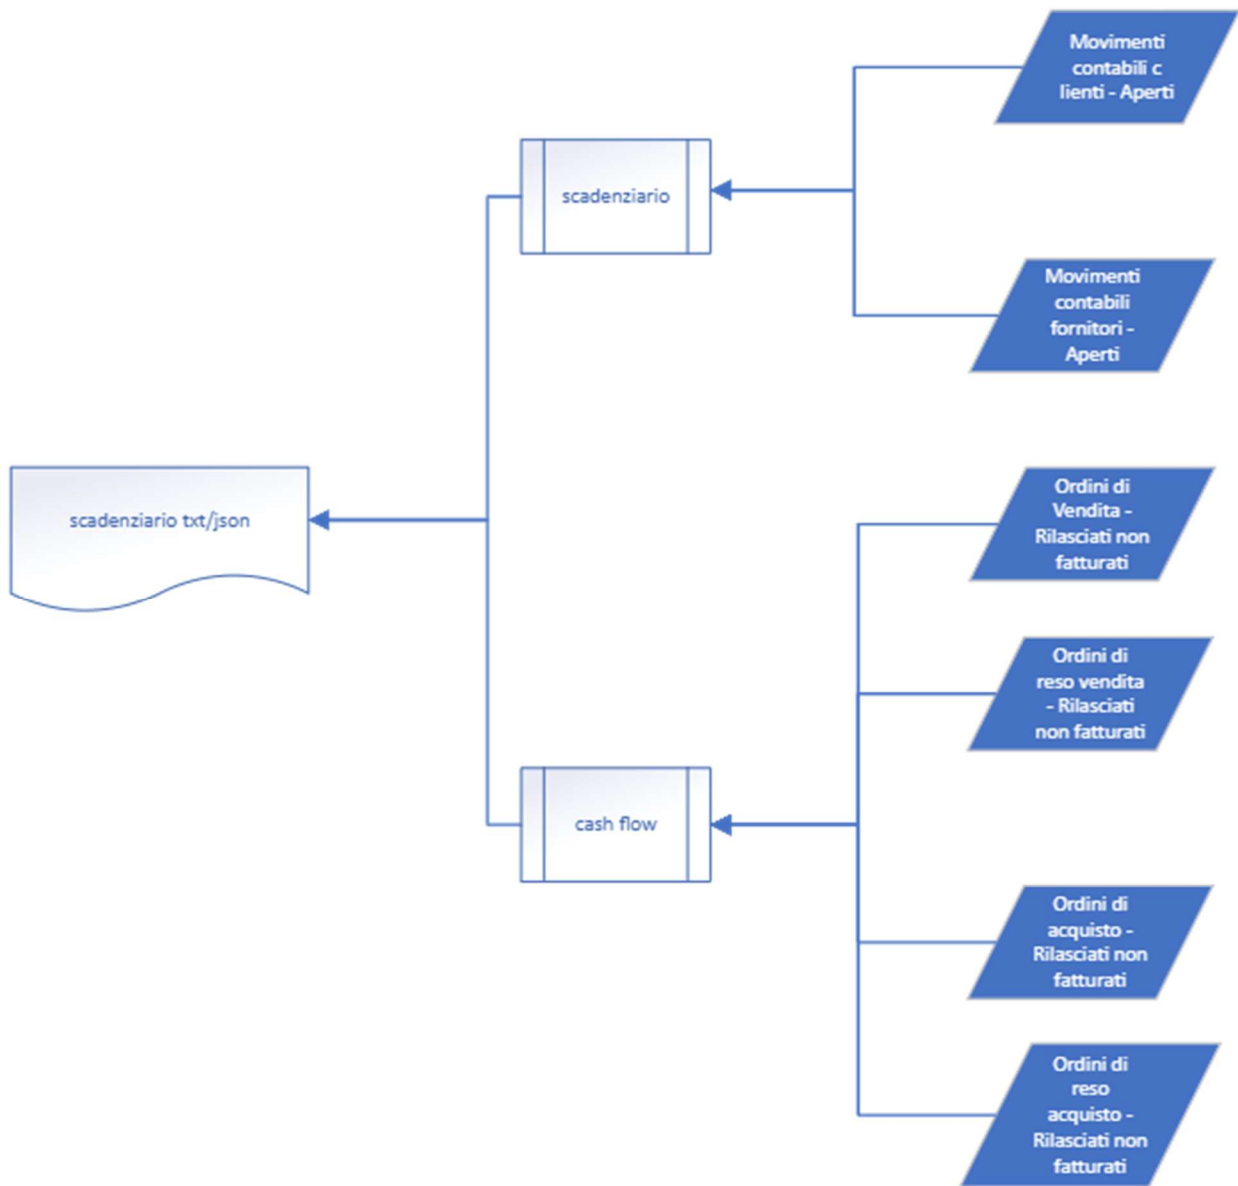 Movimenti
contabili c
lienti - Aperti
scadenziario
Movimenti
contabili
fornitori -
Aperti
scadenziario txt/json
Ordini di
Vendita -
Rilasciati non
fatturati
Ordini di
reso vendita
- Rilasciati
non fatturati
cash flow
Ordini di
acquisto -
Rilasciati non
fatturati
Ordini di
reso
acquisto -
Rilasciati non
fatturati